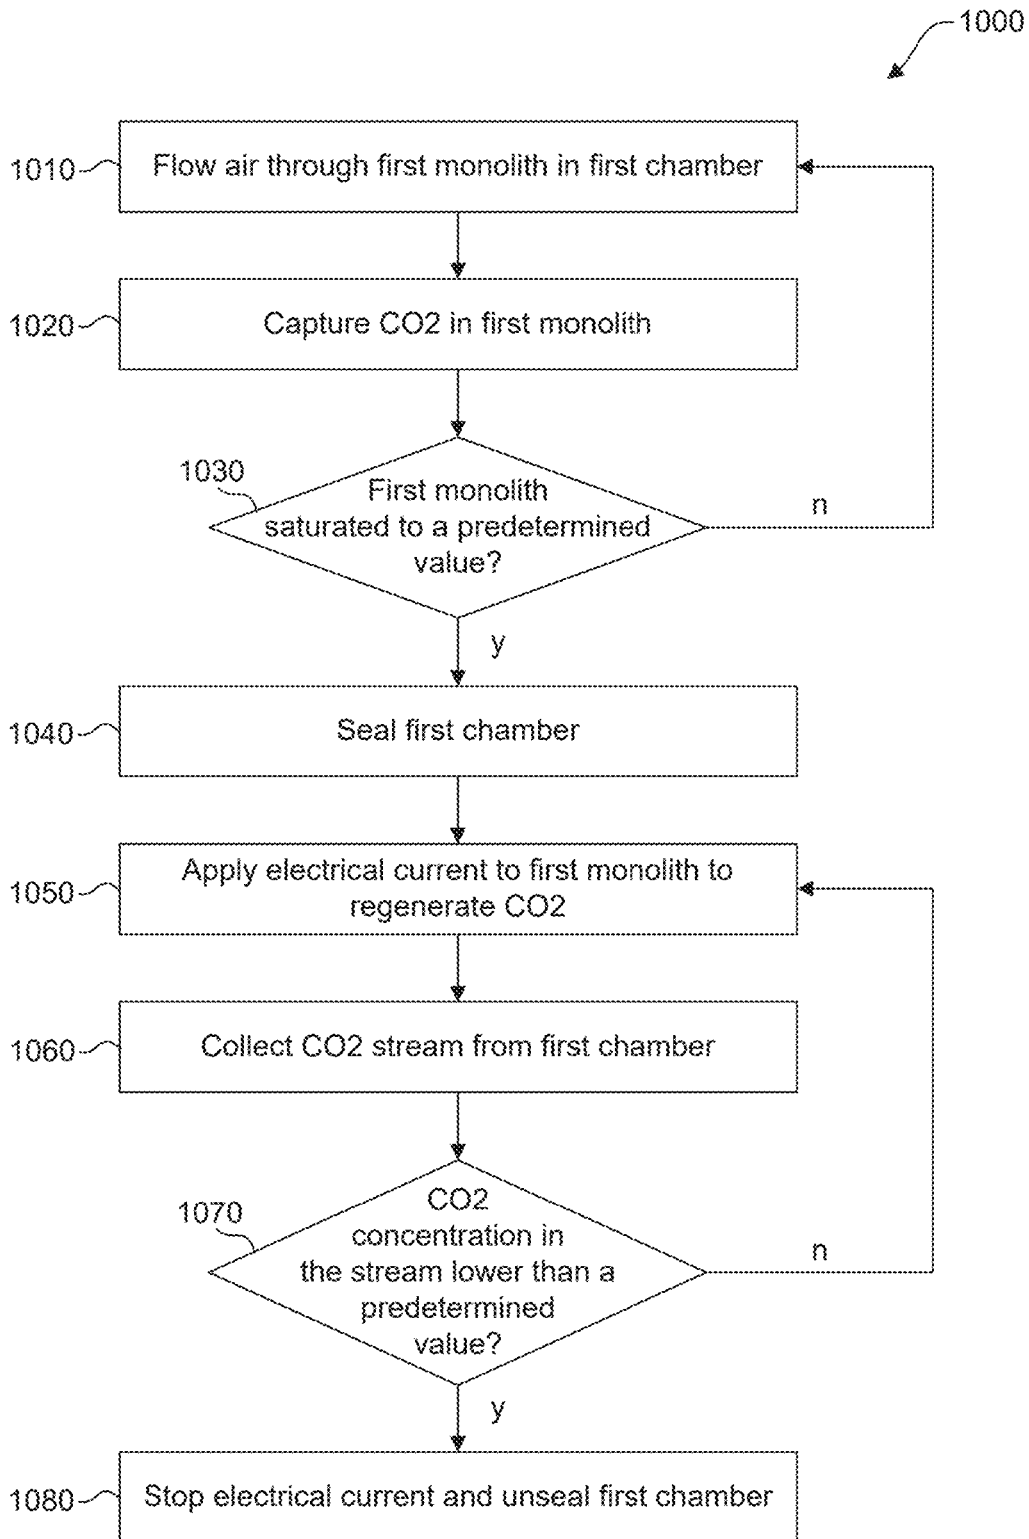 1000
1010
Flow air through first monolith in first chamber
1020
Capture CO2 in first monolith
1030
First monolith
saturated to a predetermined
value?
n
y
1040
Seal first chamber
1050
Apply electrical current to first monolith to
regenerate CO2
1060
Collect CO2 stream from first chamber
1070
CO2
concentration in
the stream lower than a
predetermined
value?
n
y
1080
Stop electrical current and unseal first chamber